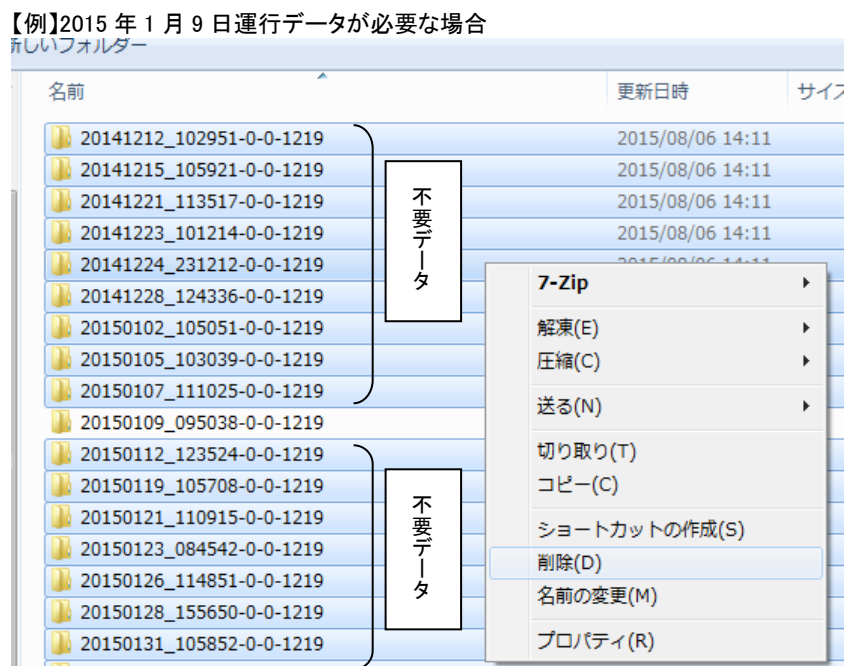 【例】2015 年 1 月 9 日運行データが必要な場合
新しいフォルダー
名前 更新日時 サイズ
20141212_102951-0-0-1219 2015/08/06 14:11
20141215_105921-0-0-1219 2015/08/06 14:11
20141221_113517-0-0-1219 2015/08/06 14:11
20141223_101214-0-0-1219 2015/08/06 14:11
20141224_231212-0-0-1219 2015/08/06 14:11
20141228_124336-0-0-1219
20150102_105051-0-0-1219
20150105_103039-0-0-1219
20150107_111025-0-0-1219
不要データ
20150109_095038-0-0-1219
20150112_123524-0-0-1219
20150119_105708-0-0-1219
20150121_110915-0-0-1219
20150123_084542-0-0-1219
20150126_114851-0-0-1219
20150128_155650-0-0-1219
20150131_105852-0-0-1219
不要データ
7-Zip
解凍(E)
圧縮(C)
送る(N)
切り取り(T)
コピー(C)
ショートカットの作成(S)
削除(D)
名前の変更(M)
プロパティ(R)